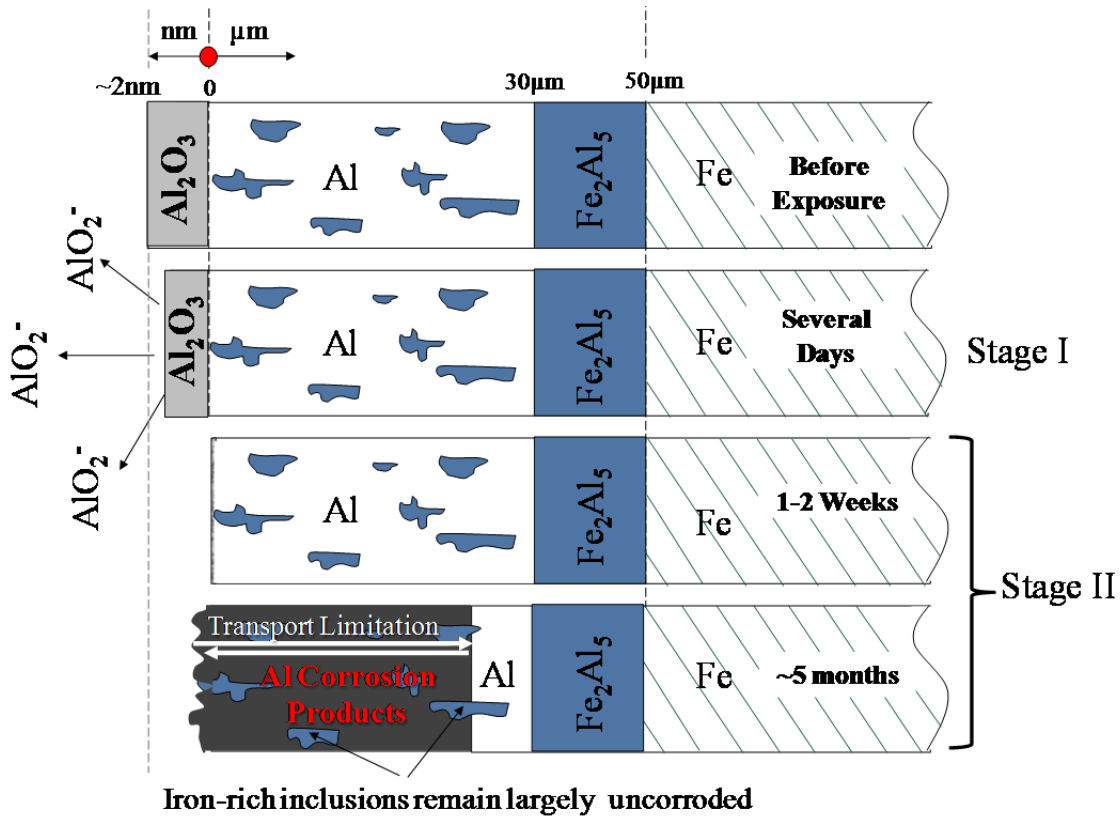 nm μm
~2nm 0 30μm 50μm
Al₂O₃ Al Fe₂Al₅ Fe Before
Exposure
AlO₂⁻
AlO₂⁻
AlO₂⁻
Al₂O₃ Al Fe₂Al₅ Fe Several
Days
Stage I
Al Fe₂Al₅ Fe 1-2 Weeks
Stage II
Transport Limitation
Al Corrosion
Products
Al Fe₂Al₅ Fe ~5 months
Iron-rich inclusions remain largely uncorroded